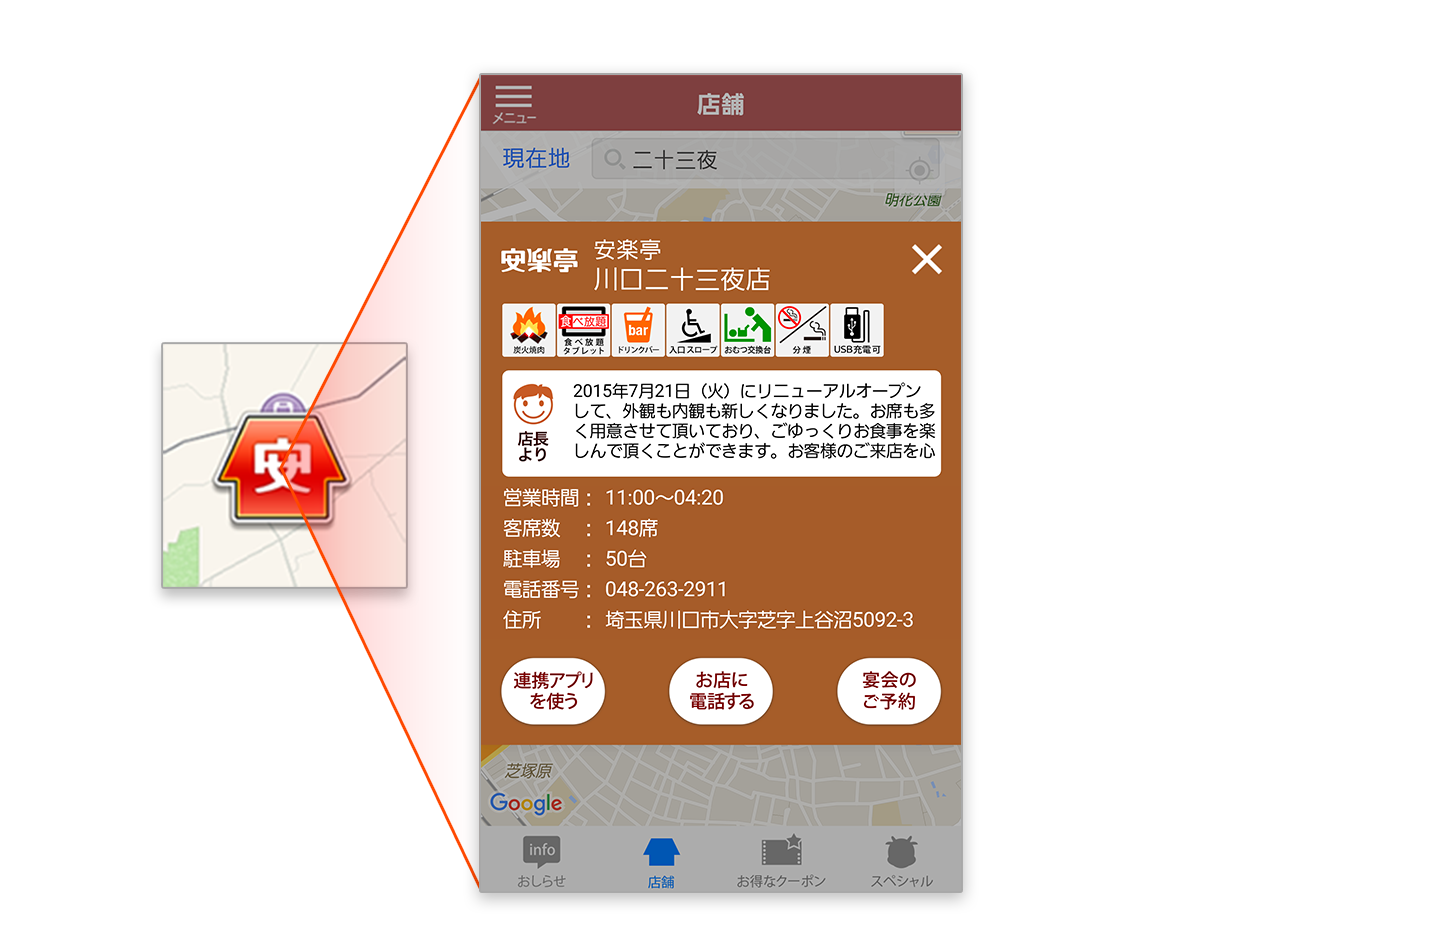 メニュー
店舗
現在地
二十三夜
明花公園
安楽亭
安楽亭
川口二十三夜店
炭火焼肉
食べ放題
食べ放題
タブレット
bar
ドリンクバー
入口スロープ
おむつ交換台
分煙
USB充電可
店長
より
2015年7月21日（火）にリニューアルオープン
して、外観も内観も新しくなりました。お席も多
く用意させて頂いており、ごゆっくりお食事を楽
しんで頂くことができます。お客様のご来店を心
営業時間： 11:00〜04:20
客席数 ： 148席
駐車場 ： 50台
電話番号： 048-263-2911
住所 ： 埼玉県川口市大字芝字上谷沼5092-3
連携アプリ
を使う
お店に
電話する
宴会の
ご予約
安
芝塚原
Google
info
おしらせ
店舗
お得なクーポン
スペシャル